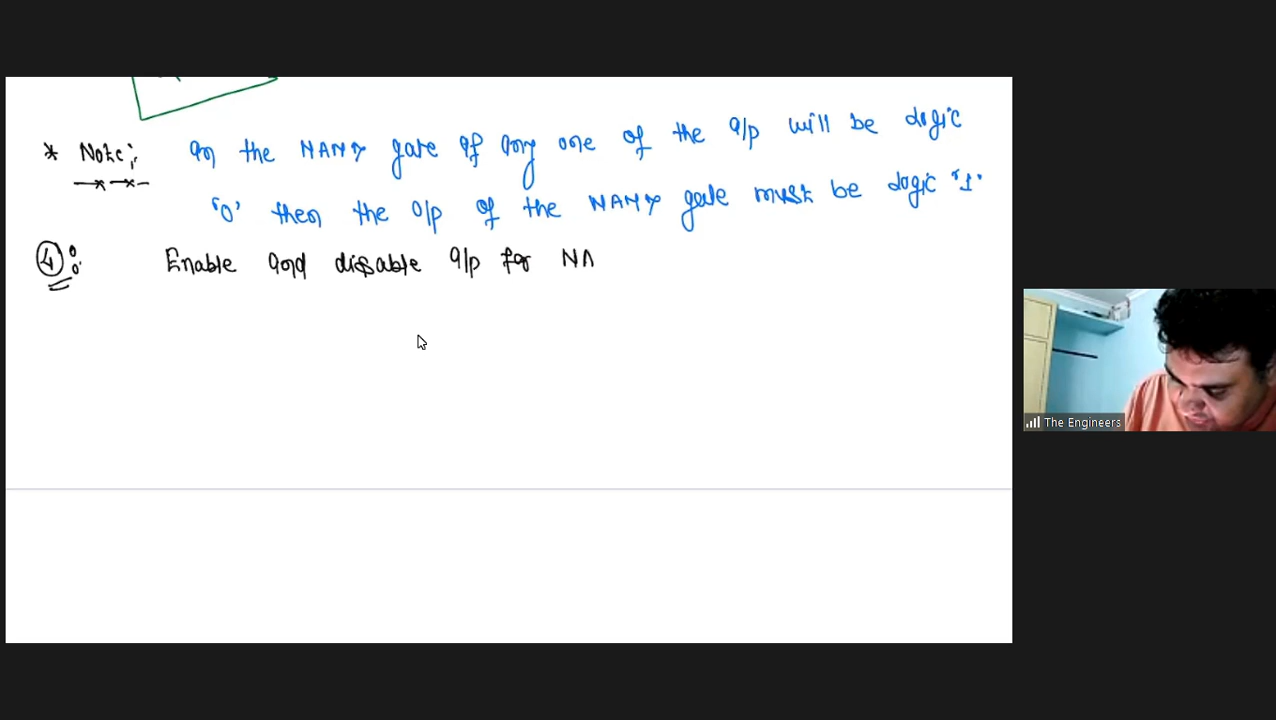 * Note:- In the NAND gate if any one of the i/p will be logic
'0' then the o/p of the NAND gate must be logic "1"
4: Enable and disable i/p for NA
The Engineers